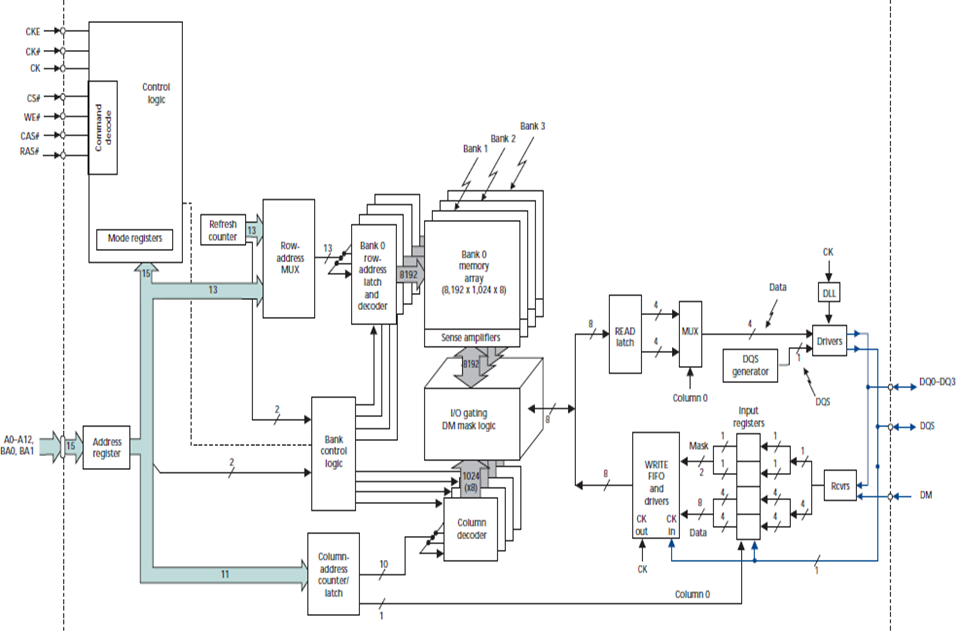 CKE
CK#
CK
CS#
WE#
CAS#
RAS#
Command
decode
Control
logic
Mode registers
15
Refresh
counter
13
13
Row-
address
MUX
13
Bank 0
row-
address
latch
and
decoder
8192
Bank 1
Bank 2
Bank 3
Bank 0
memory
array
(8,192 x 1,024 x 8)
Sense amplifiers
8192
I/O gating
DM mask logic
8
8
READ
latch
4
4
MUX
Column 0
4
Data
CK
DLL
Drivers
DQS
generator
1
DQS
DQ0–DQ3
DQS
DM
A0–A12,
BA0, BA1
15
Address
register
2
2
Bank
control
logic
1024
(x8)
Column
decoder
11
Column-
address
counter/
latch
10
1
Column 0
8
WRITE
FIFO
and
drivers
CK
out
CK
in
CK
Mask
2
8
Data
Input
registers
1
1
4
4
1
1
4
4
1
4
Rcvrs
1